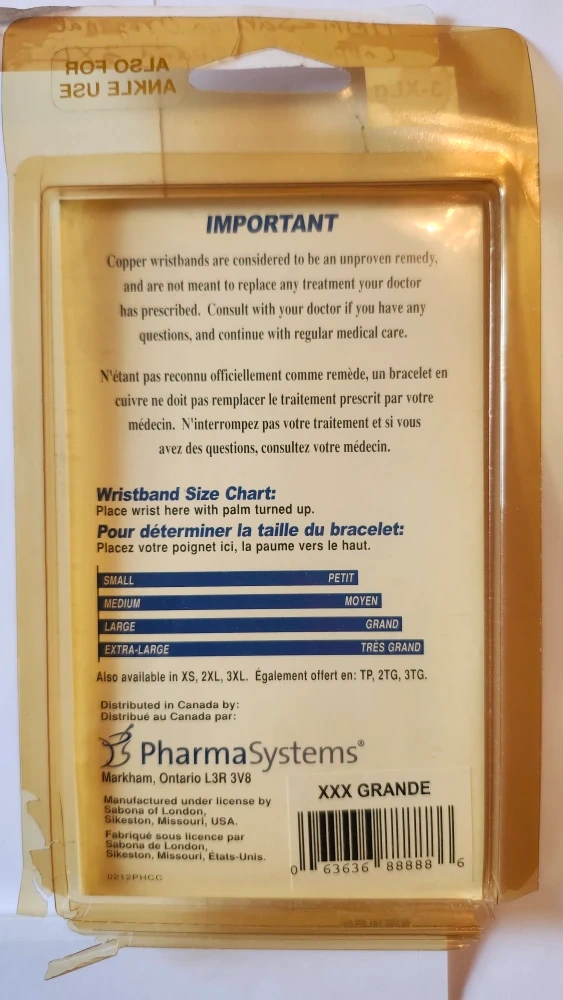 ALSO FOR
ANKLE USE
3-XLg
IMPORTANT
Copper wristbands are considered to be an unproven remedy,
and are not meant to replace any treatment your doctor
has prescribed. Consult with your doctor if you have any
questions, and continue with regular medical care.
N'étant pas reconnu officiellement comme remède, un bracelet en
cuivre ne doit pas remplacer le traitement prescrit par votre
médecin. N'interrompez pas votre traitement et si vous
avez des questions, consultez votre médecin.
Wristband Size Chart:
Place wrist here with palm turned up.
Pour déterminer la taille du bracelet:
Placez votre poignet ici, la paume vers le haut.
SMALL PETIT
MEDIUM MOYEN
LARGE GRAND
EXTRA-LARGE TRÈS GRAND
Also available in XS, 2XL, 3XL. Également offert en: TP, 2TG, 3TG.
Distributed in Canada by:
Distribué au Canada par:
PharmaSystems®
Markham, Ontario L3R 3V8
Manufactured under license by
Sabona of London,
Sikeston, Missouri, USA.
Fabriqué sous licence par
Sabona de London,
Sikeston, Missouri, États-Unis.
0212PHCC
XXX GRANDE
0 63636 88888 6